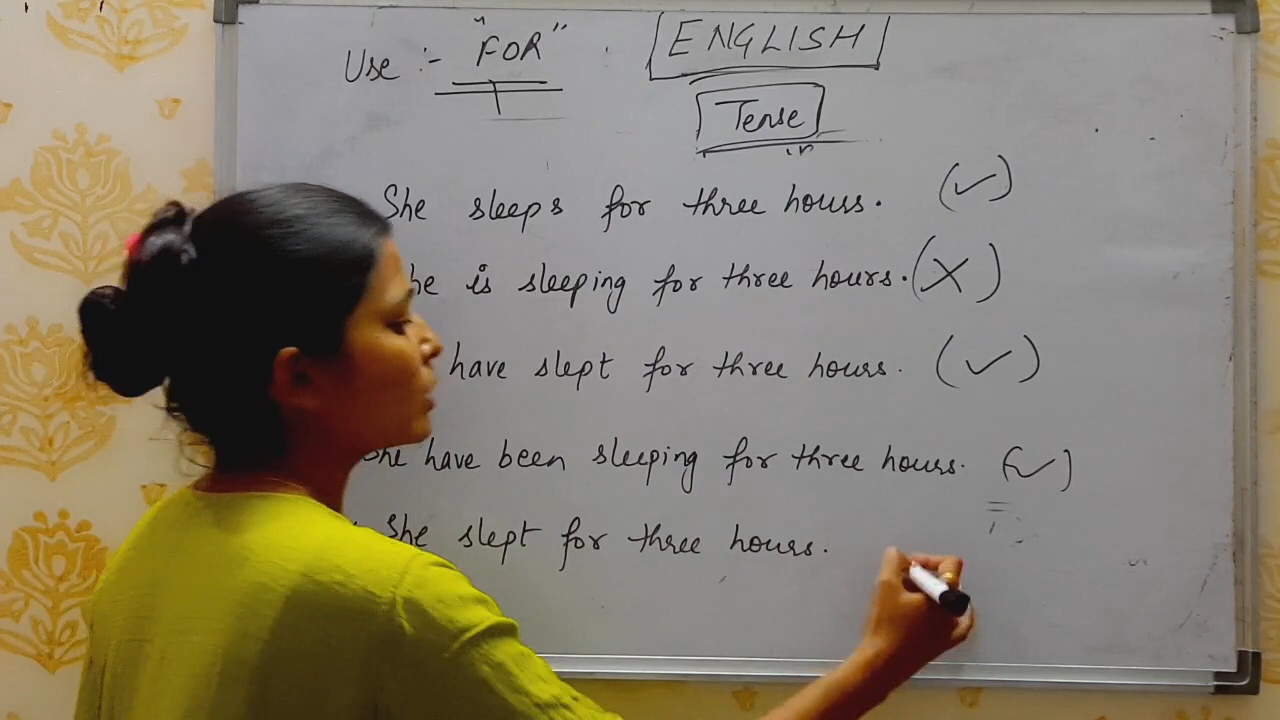 Use :- "FOR"
ENGLISH
Tense
She sleeps for three hours. (✓)
he is sleeping for three hours. (X)
have slept for three hours. (✓)
She have been sleeping for three hours. (✓)
She slept for three hours.